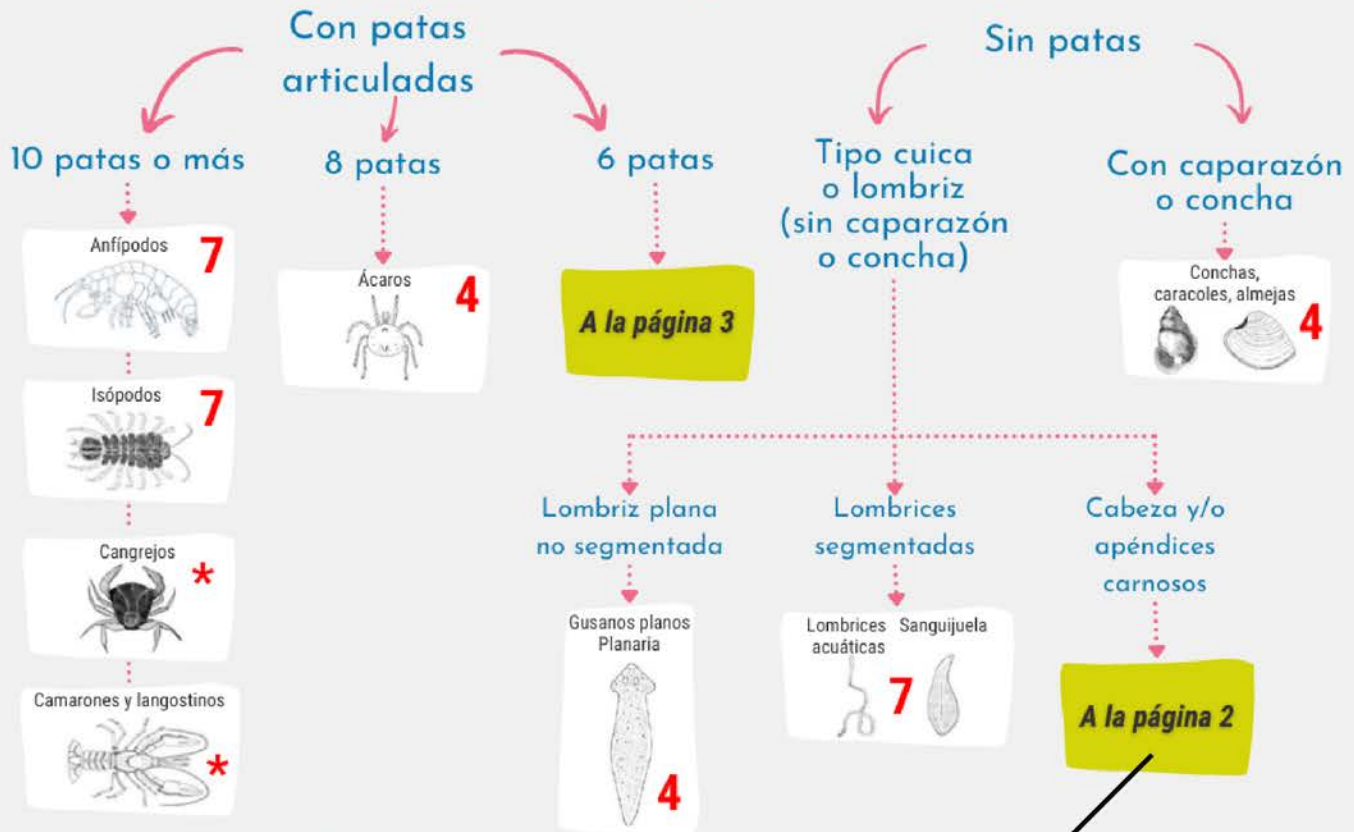 Con patas
articuladas
Sin patas
10 patas o más
8 patas
6 patas
Tipo cuica
o lombriz
(sin caparazón
o concha)
Con caparazón
o concha
Anfípodos
7
Ácaros
4
A la página 3
Conchas,
caracoles, almejas
4
Isópodos
7
Cangrejos
*
Camarones y langostinos
*
Lombriz plana
no segmentada
Lombrices
segmentadas
Cabeza y/o
apéndices
carnosos
Gusanos planos
Planaria
4
Lombrices
acuáticas
Sanguijuela
7
A la página 2